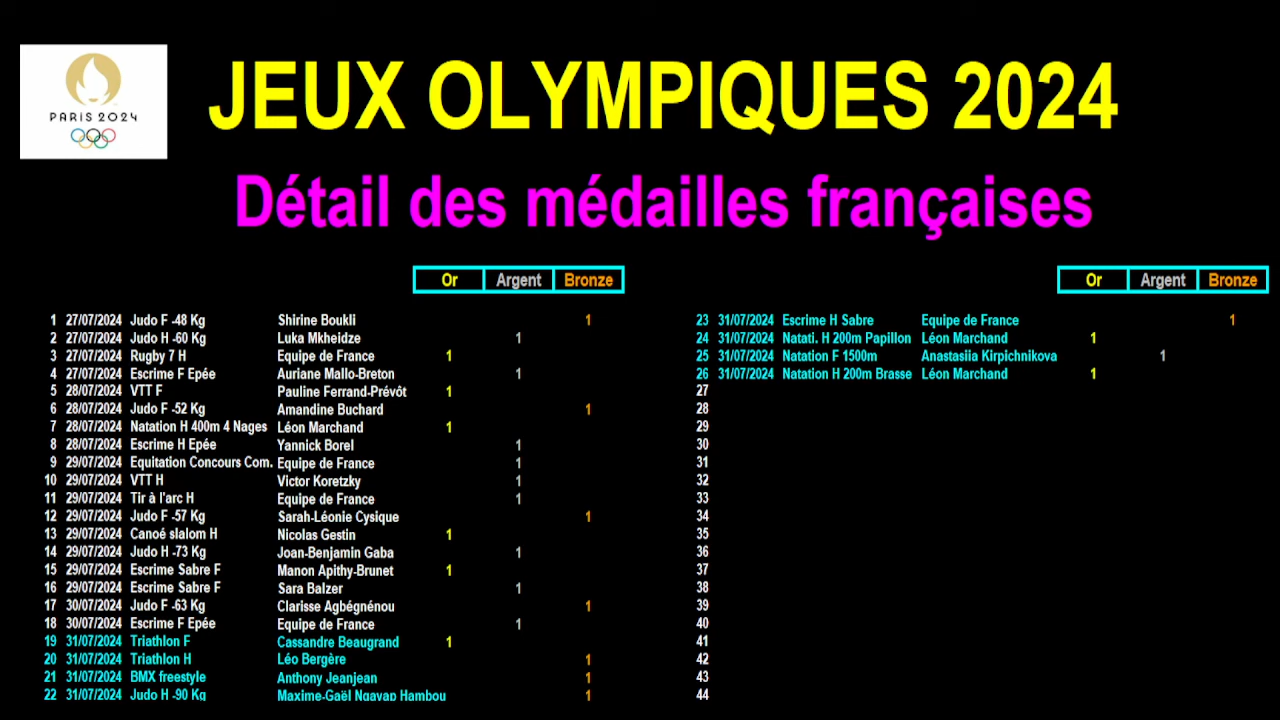 PARIS 2024
JEUX OLYMPIQUES 2024
Détail des médailles françaises
Or Argent Bronze
1 27/07/2024 Judo F -48 Kg Shirine Boukli 1
2 27/07/2024 Judo H -60 Kg Luka Mkheidze 1
3 27/07/2024 Rugby 7 H Equipe de France 1
4 27/07/2024 Escrime F Epée Auriane Mallo-Breton 1
5 28/07/2024 VTT F Pauline Ferrand-Prévôt 1
6 28/07/2024 Judo F -52 Kg Amandine Buchard 1
7 28/07/2024 Natation H 400m 4 Nages Léon Marchand 1
8 28/07/2024 Escrime H Epée Yannick Borel 1
9 29/07/2024 Equitation Concours Com. Equipe de France 1
10 29/07/2024 VTT H Victor Koretzky 1
11 29/07/2024 Tir à l'arc H Equipe de France 1
12 29/07/2024 Judo F -57 Kg Sarah-Léonie Cysique 1
13 29/07/2024 Canoé slalom H Nicolas Gestin 1
14 29/07/2024 Judo H -73 Kg Joan-Benjamin Gaba 1
15 29/07/2024 Escrime Sabre F Manon Apithy-Brunet 1
16 29/07/2024 Escrime Sabre F Sara Balzer 1
17 30/07/2024 Judo F -63 Kg Clarisse Agbégnénou 1
18 30/07/2024 Escrime F Epée Equipe de France 1
19 31/07/2024 Triathlon F Cassandre Beaugrand 1
20 31/07/2024 Triathlon H Léo Bergère 1
21 31/07/2024 BMX freestyle Anthony Jeanjean 1
22 31/07/2024 Judo H -90 Kg Maxime-Gaël Ngayap Hambou 1
Or Argent Bronze
23 31/07/2024 Escrime H Sabre Equipe de France 1
24 31/07/2024 Natati. H 200m Papillon Léon Marchand 1
25 31/07/2024 Natation F 1500m Anastasiia Kirpichnikova 1
26 31/07/2024 Natation H 200m Brasse Léon Marchand 1
27
28
29
30
31
32
33
34
35
36
37
38
39
40
41
42
43
44